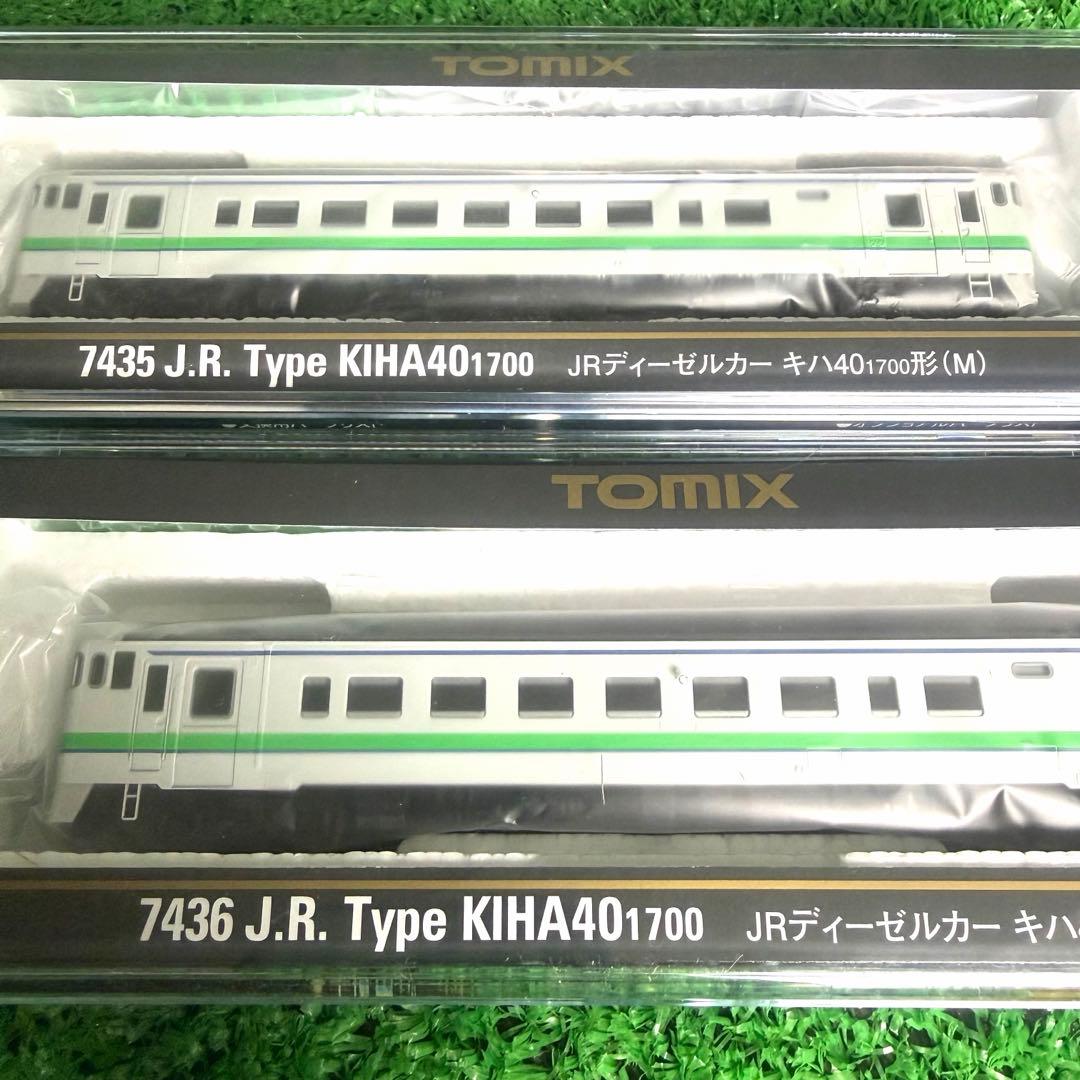 TOMIX
7435 J.R. Type KIHA401700 JRディーゼルカー キハ401700形(M)
TOMIX
7436 J.R. Type KIHA401700 JRディーゼルカー キハ